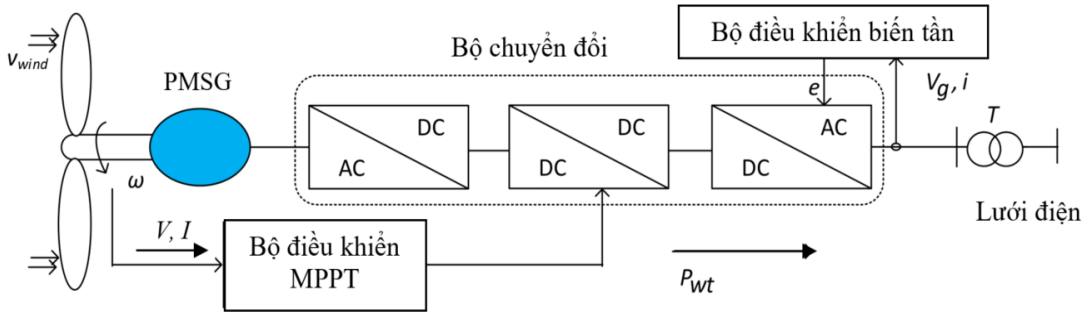 Bộ điều khiển biến tần
Bộ chuyển đổi
v_wind
PMSG
e
V_g, i
DC
AC
DC
DC
AC
DC
T
ω
Lưới điện
V, I
Bộ điều khiển
MPPT
P_wt